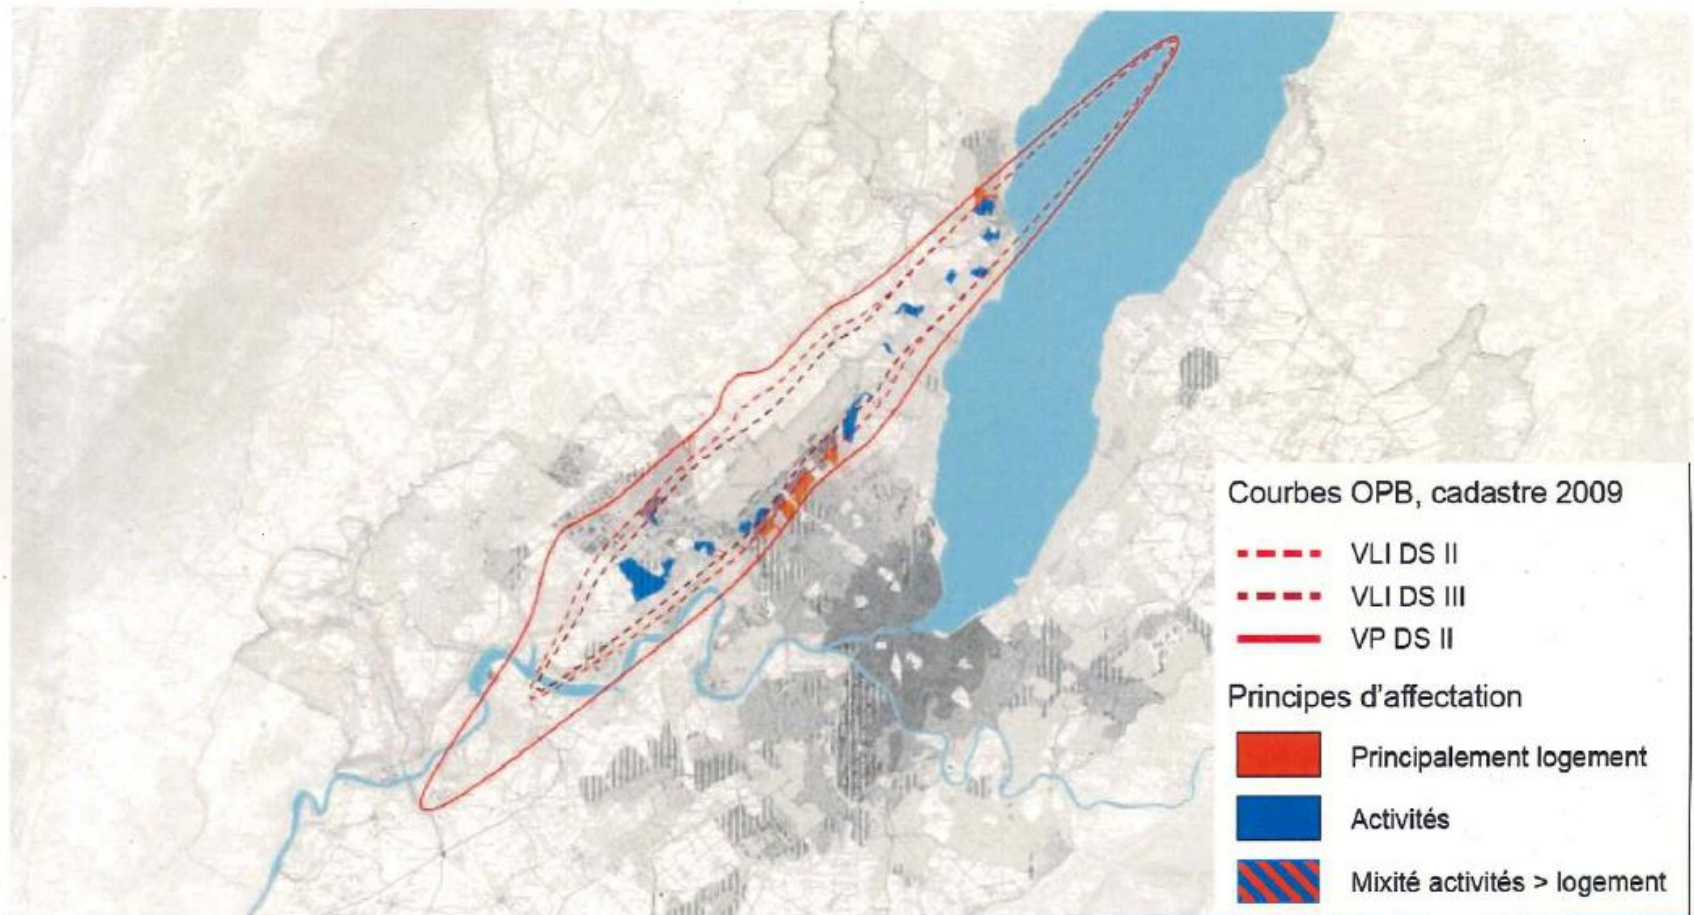 Courbes OPB, cadastre 2009
VLI DS II
VLI DS III
VP DS II
Principes d'affectation
Principalement logement
Activités
Mixité activités > logement